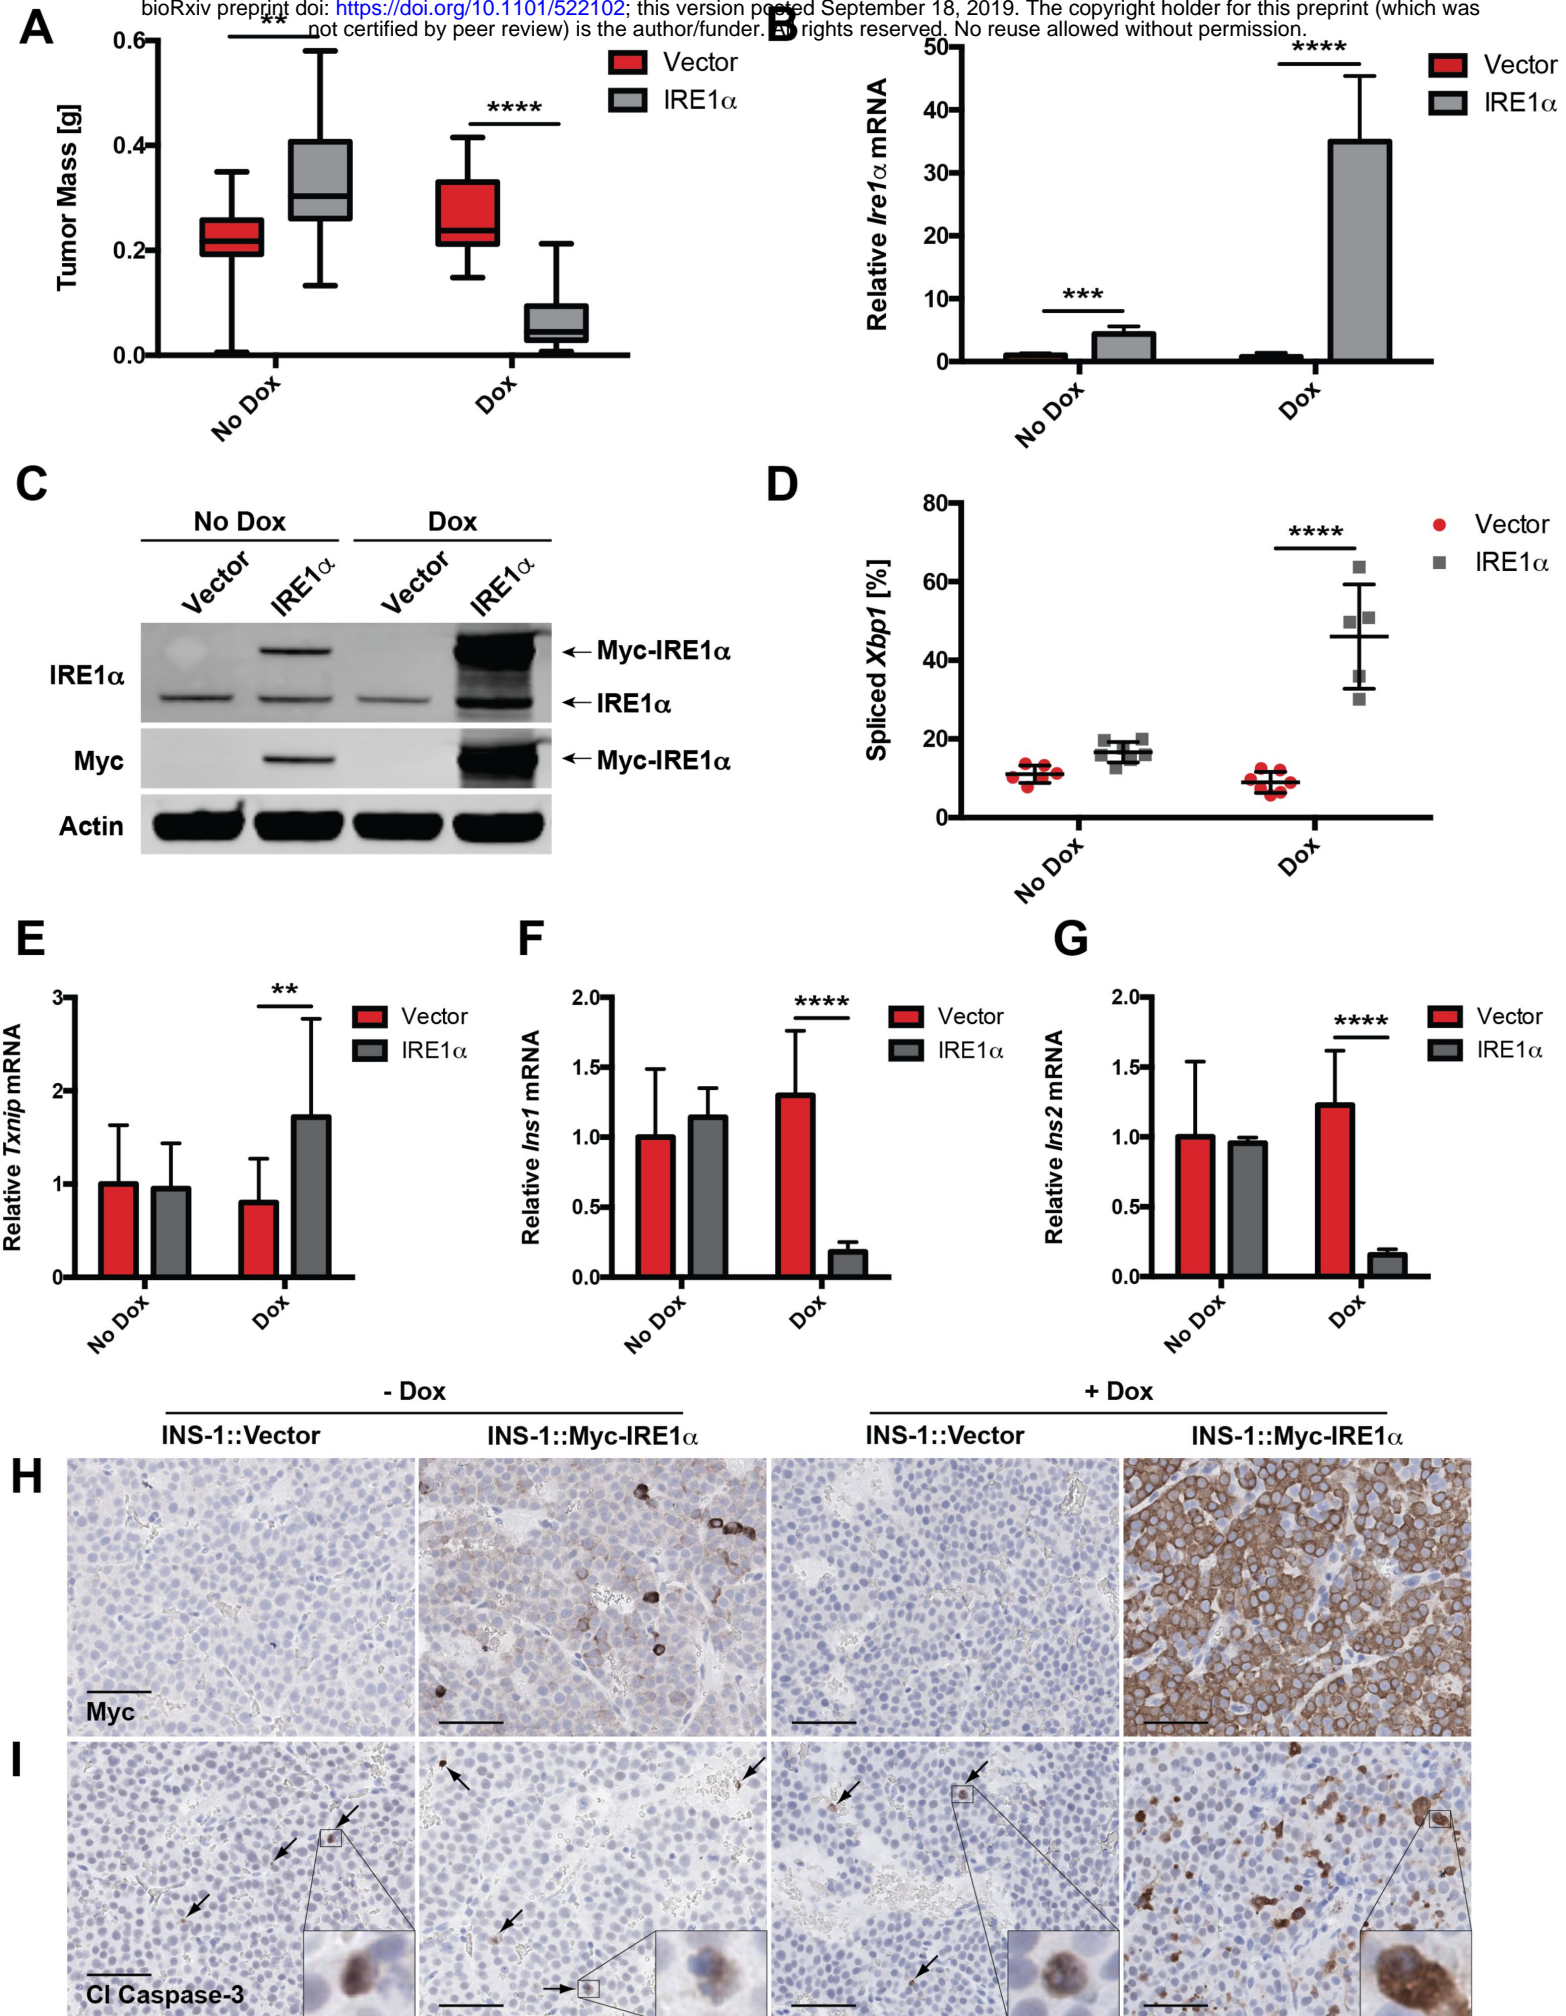 bioRxiv preprint doi: https://doi.org/10.1101/522102; this version posted September 18, 2019. The copyright holder for this preprint (which was
not certified by peer review) is the author/funder. All rights reserved. No reuse allowed without permission.
A
**
****
Vector
IRE1α
Tumor Mass [g]
0.6
0.4
0.2
0.0
No Dox
Dox
B
****
***
Vector
IRE1α
Relative Ire1α mRNA
50
40
30
20
10
0
No Dox
Dox
C
No Dox
Dox
Vector
IRE1α
Vector
IRE1α
IRE1α
←Myc-IRE1α
←IRE1α
Myc
←Myc-IRE1α
Actin
D
****
Vector
IRE1α
Spliced Xbp1 [%]
80
60
40
20
0
No Dox
Dox
E
**
Vector
IRE1α
Relative Txnip mRNA
3
2
1
0
No Dox
Dox
F
****
Vector
IRE1α
Relative Ins1 mRNA
2.0
1.5
1.0
0.5
0.0
No Dox
Dox
G
****
Vector
IRE1α
Relative Ins2 mRNA
2.0
1.5
1.0
0.5
0.0
No Dox
Dox
- Dox
+ Dox
INS-1::Vector
INS-1::Myc-IRE1α
INS-1::Vector
INS-1::Myc-IRE1α
H
Myc
I
Cl Caspase-3